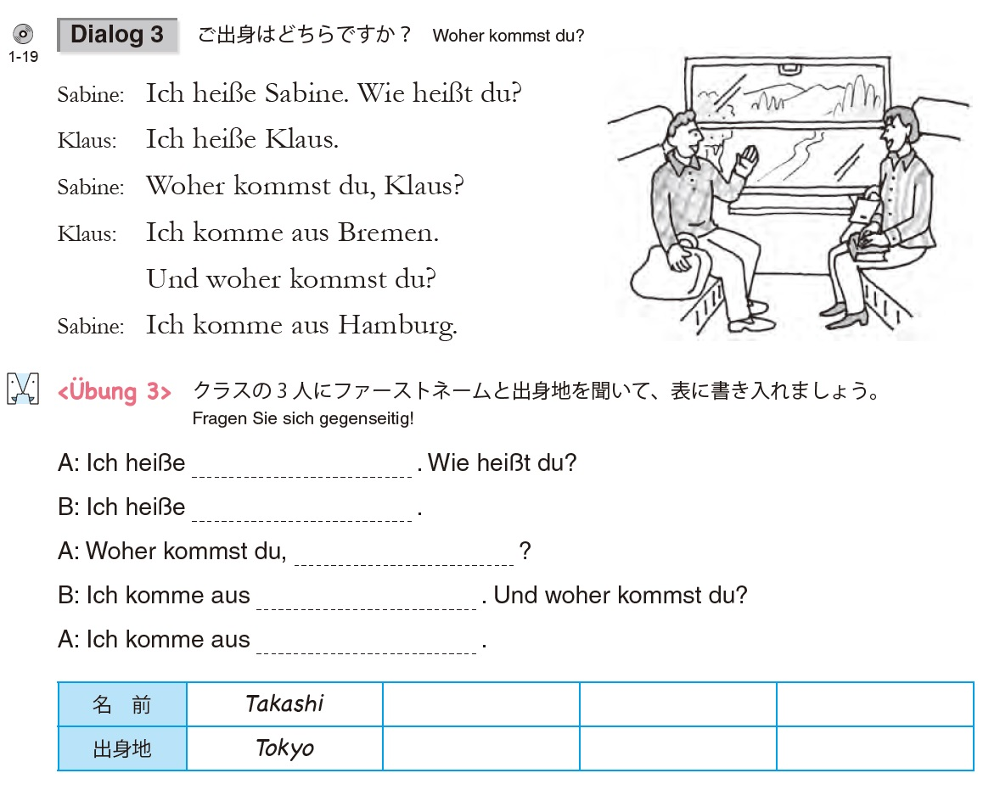 1-19
Dialog 3 ご出身はどちらですか？ Woher kommst du?
Sabine: Ich heiße Sabine. Wie heißt du?
Klaus: Ich heiße Klaus.
Sabine: Woher kommst du, Klaus?
Klaus: Ich komme aus Bremen.
Und woher kommst du?
Sabine: Ich komme aus Hamburg.
<Übung 3> クラスの3人にファーストネームと出身地を聞いて、表に書き入れましょう。
Fragen Sie sich gegenseitig!
A: Ich heiße . Wie heißt du?
B: Ich heiße .
A: Woher kommst du, ?
B: Ich komme aus . Und woher kommst du?
A: Ich komme aus .
名 前 Takashi
出身地 Tokyo